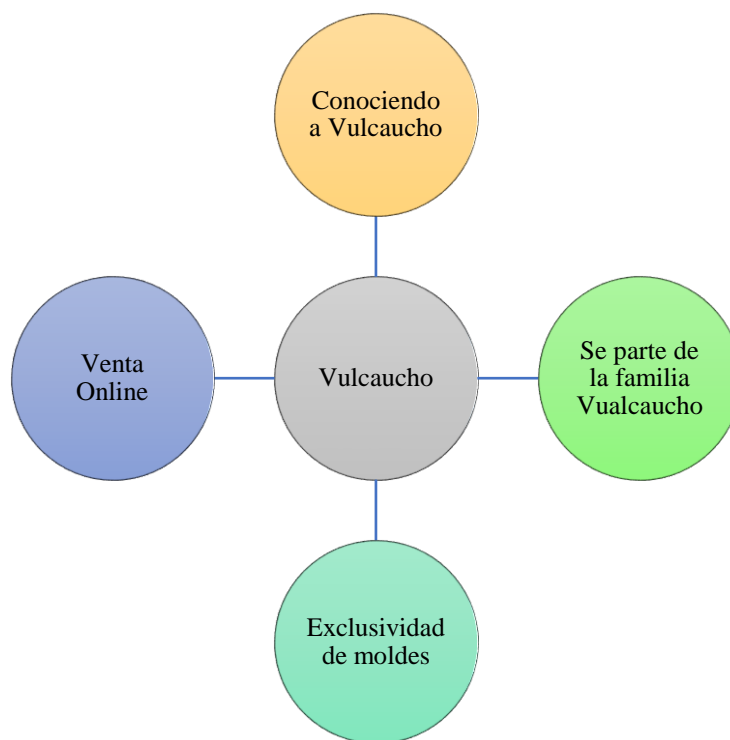 Conociendo
a Vulcaucho
Venta
Online
Vulcaucho
Se parte de
la familia
Vualcaucho
Exclusividad
de moldes